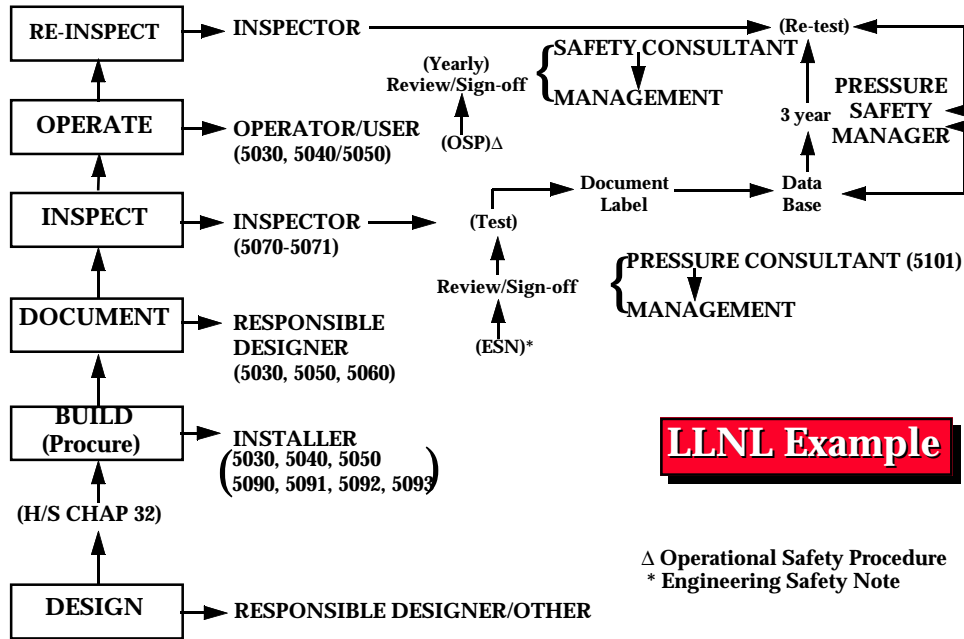 RE-INSPECT
INSPECTOR
(Re-test)
(Yearly)
Review/Sign-off
SAFETY CONSULTANT
MANAGEMENT
PRESSURE
SAFETY
MANAGER
3 year
OPERATE
OPERATOR/USER
(5030, 5040/5050)
(OSP)Δ
INSPECT
INSPECTOR
(5070-5071)
(Test)
Document
Label
Data
Base
Review/Sign-off
PRESSURE CONSULTANT (5101)
MANAGEMENT
(ESN)*
DOCUMENT
RESPONSIBLE
DESIGNER
(5030, 5050, 5060)
BUILD
(Procure)
INSTALLER
(5030, 5040, 5050
5090, 5091, 5092, 5093)
LLNL Example
(H/S CHAP 32)
Δ Operational Safety Procedure
* Engineering Safety Note
DESIGN
RESPONSIBLE DESIGNER/OTHER